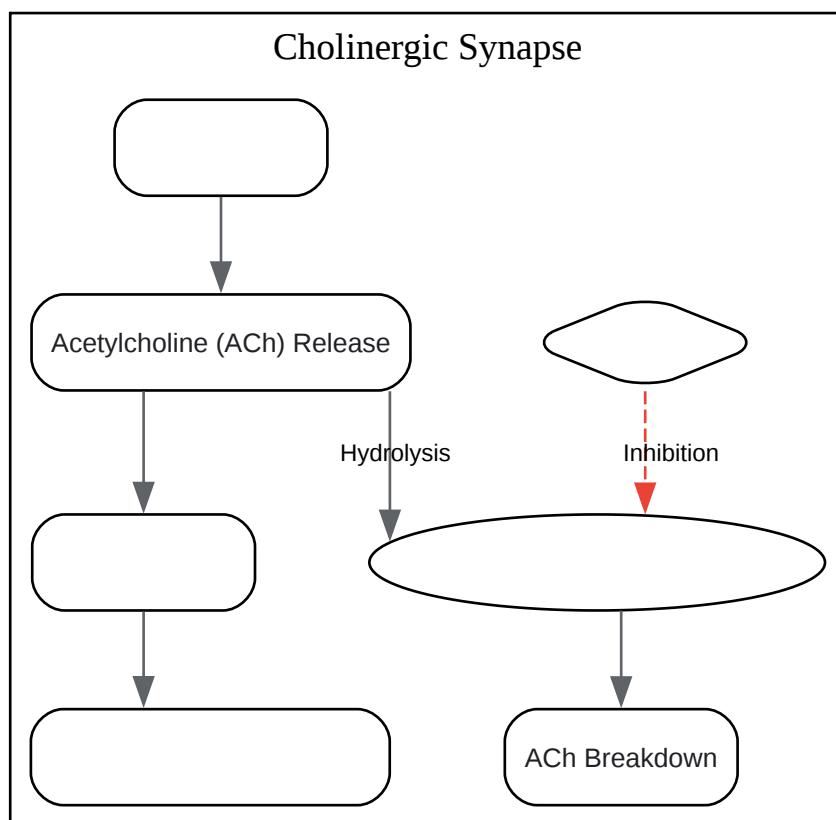 Cholinergic Synapse
Acetylcholine (ACh) Release
Hydrolysis
Inhibition
ACh Breakdown